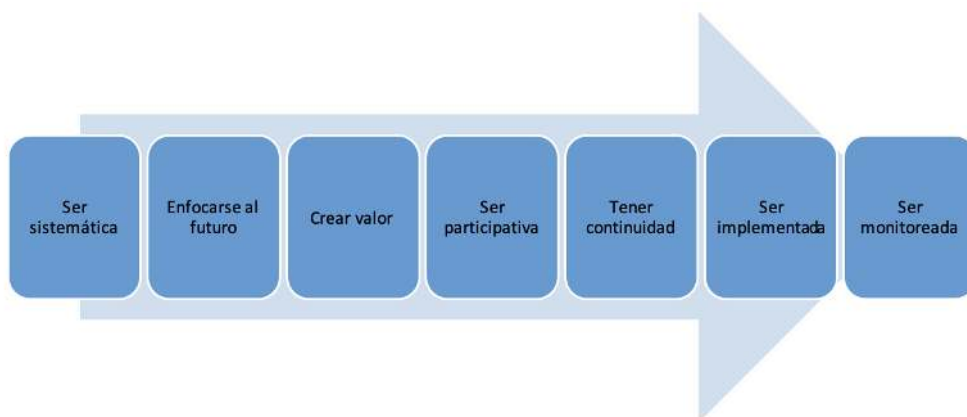 Ser
sistemática
Enfocarse al
futuro
Crear valor
Ser
participativa
Tener
continuidad
Ser
implementada
Ser
monitoreada